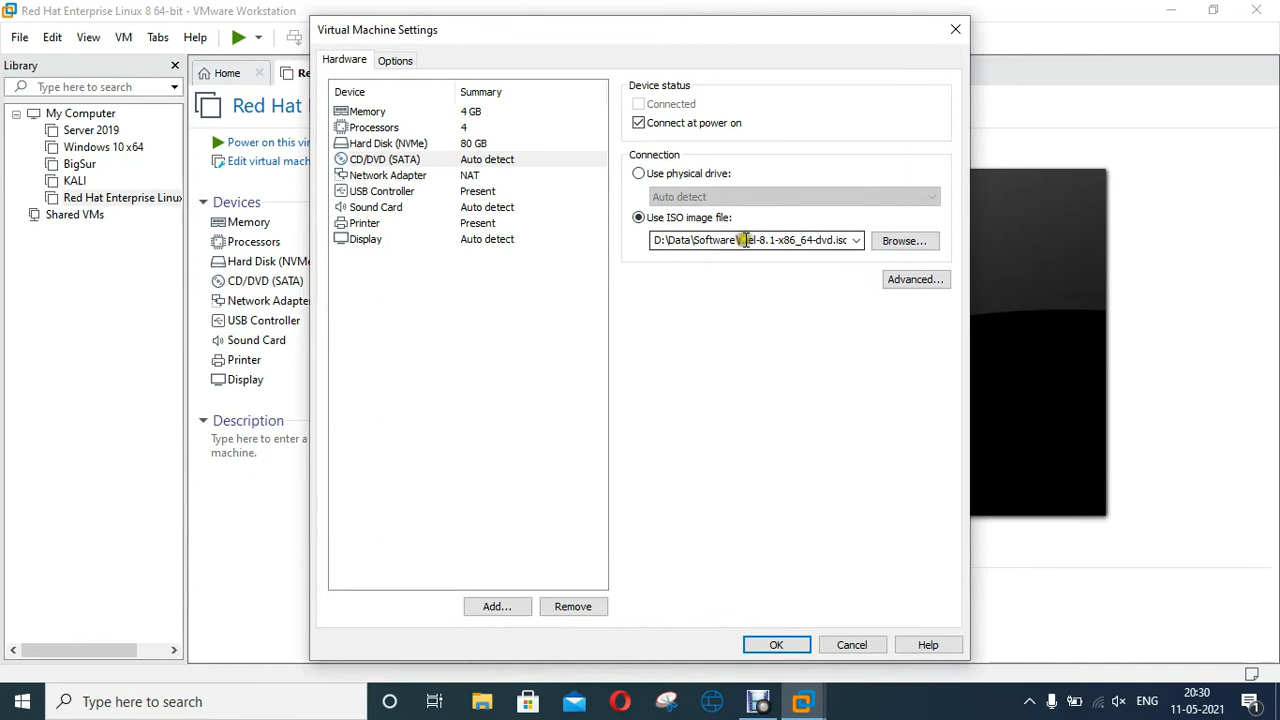 Red Hat Enterprise Linux 8 64-bit - VMware Workstation
File Edit View VM Tabs Help
Library
Type here to search
My Computer
Server 2019
Windows 10 x64
BigSur
KALI
Red Hat Enterprise Linux
Shared VMs
Home
Re
Red Hat
Power on this vir
Edit virtual mach
Devices
Memory
Processors
Hard Disk (NVMe)
CD/DVD (SATA)
Network Adapter
USB Controller
Sound Card
Printer
Display
Description
Type here to enter a
machine.
Virtual Machine Settings
Hardware Options
Device Summary
Memory 4 GB
Processors 4
Hard Disk (NVMe) 80 GB
CD/DVD (SATA) Auto detect
Network Adapter NAT
USB Controller Present
Sound Card Auto detect
Printer Present
Display Auto detect
Add... Remove
Device status
Connected
Connect at power on
Connection
Use physical drive:
Auto detect
Use ISO image file:
D:\Data\Software\rhel-8.1-x86_64-dvd.iso
Browse...
Advanced...
OK Cancel Help
Type here to search
ENG
20:30
11-05-2021
1